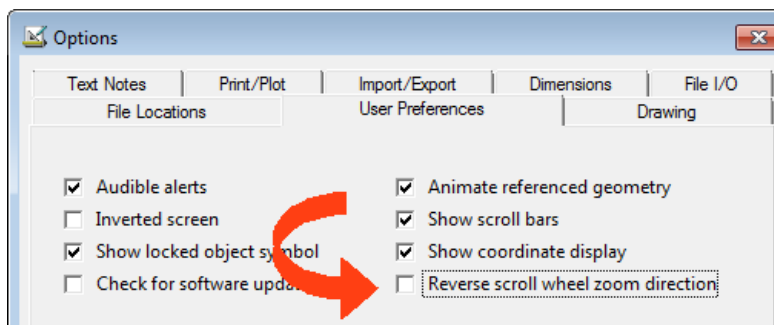 Options
Text Notes Print/Plot Import/Export Dimensions File I/O
File Locations User Preferences Drawing
Audible alerts Animate referenced geometry
Inverted screen Show scroll bars
Show locked object symbol Show coordinate display
Check for software Reverse scroll wheel zoom direction